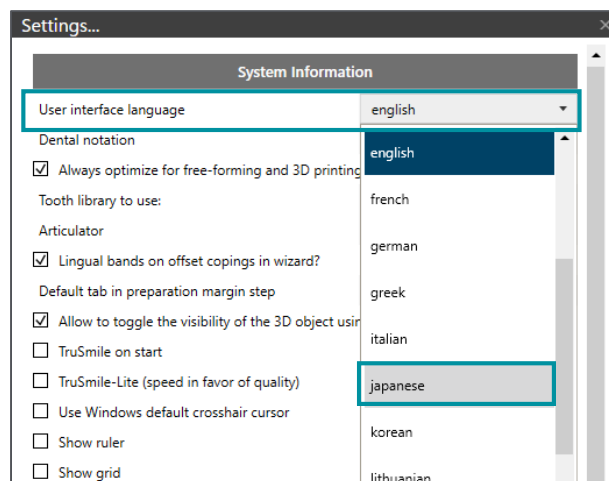 Settings...
System Information
User interface language
english
Dental notation
english
Always optimize for free-forming and 3D printing
french
Tooth library to use:
Articulator
german
Lingual bands on offset copings in wizard?
Default tab in preparation margin step
greek
Allow to toggle the visibility of the 3D object usin
italian
TruSmile on start
TruSmile-Lite (speed in favor of quality)
japanese
Use Windows default crosshair cursor
korean
Show ruler
Show grid
lithuanian